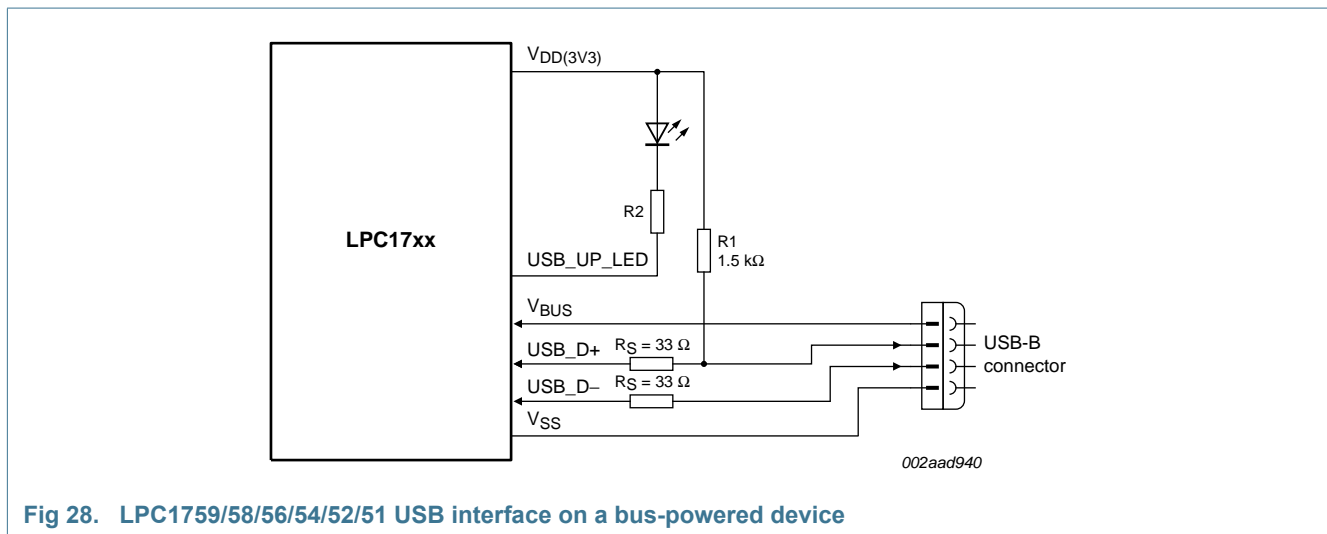 VDD(3V3)
R2
LPC17xx
R1
1.5 kΩ
USB_UP_LED
VBUS
USB_D+
RS = 33 Ω
USB-B
connector
USB_D−
RS = 33 Ω
VSS
002aad940
Fig 28. LPC1759/58/56/54/52/51 USB interface on a bus-powered device